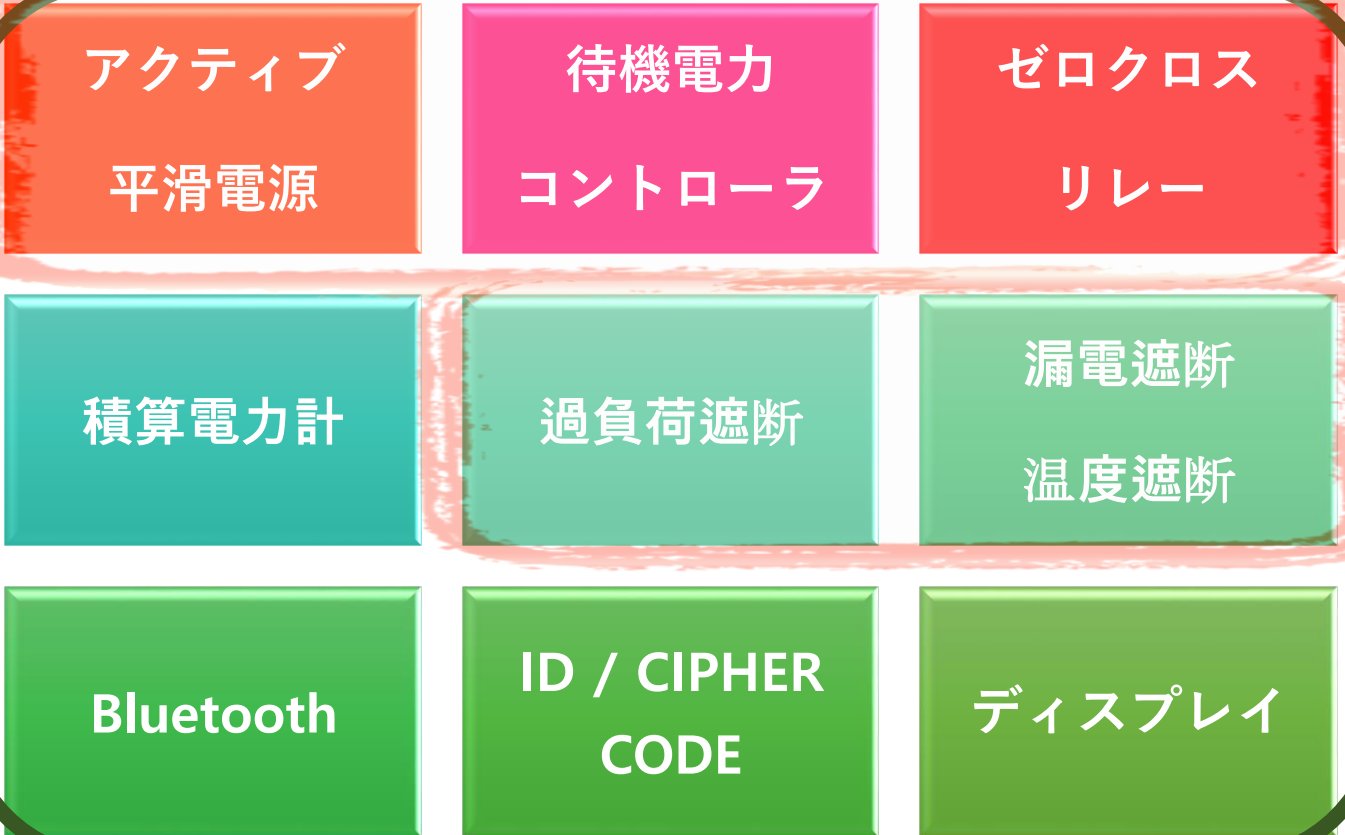 アクティブ
平滑電源
待機電力
コントローラ
ゼロクロス
リレー
積算電力計
過負荷遮断
漏電遮断
温度遮断
Bluetooth
ID / CIPHER
CODE
ディスプレイ